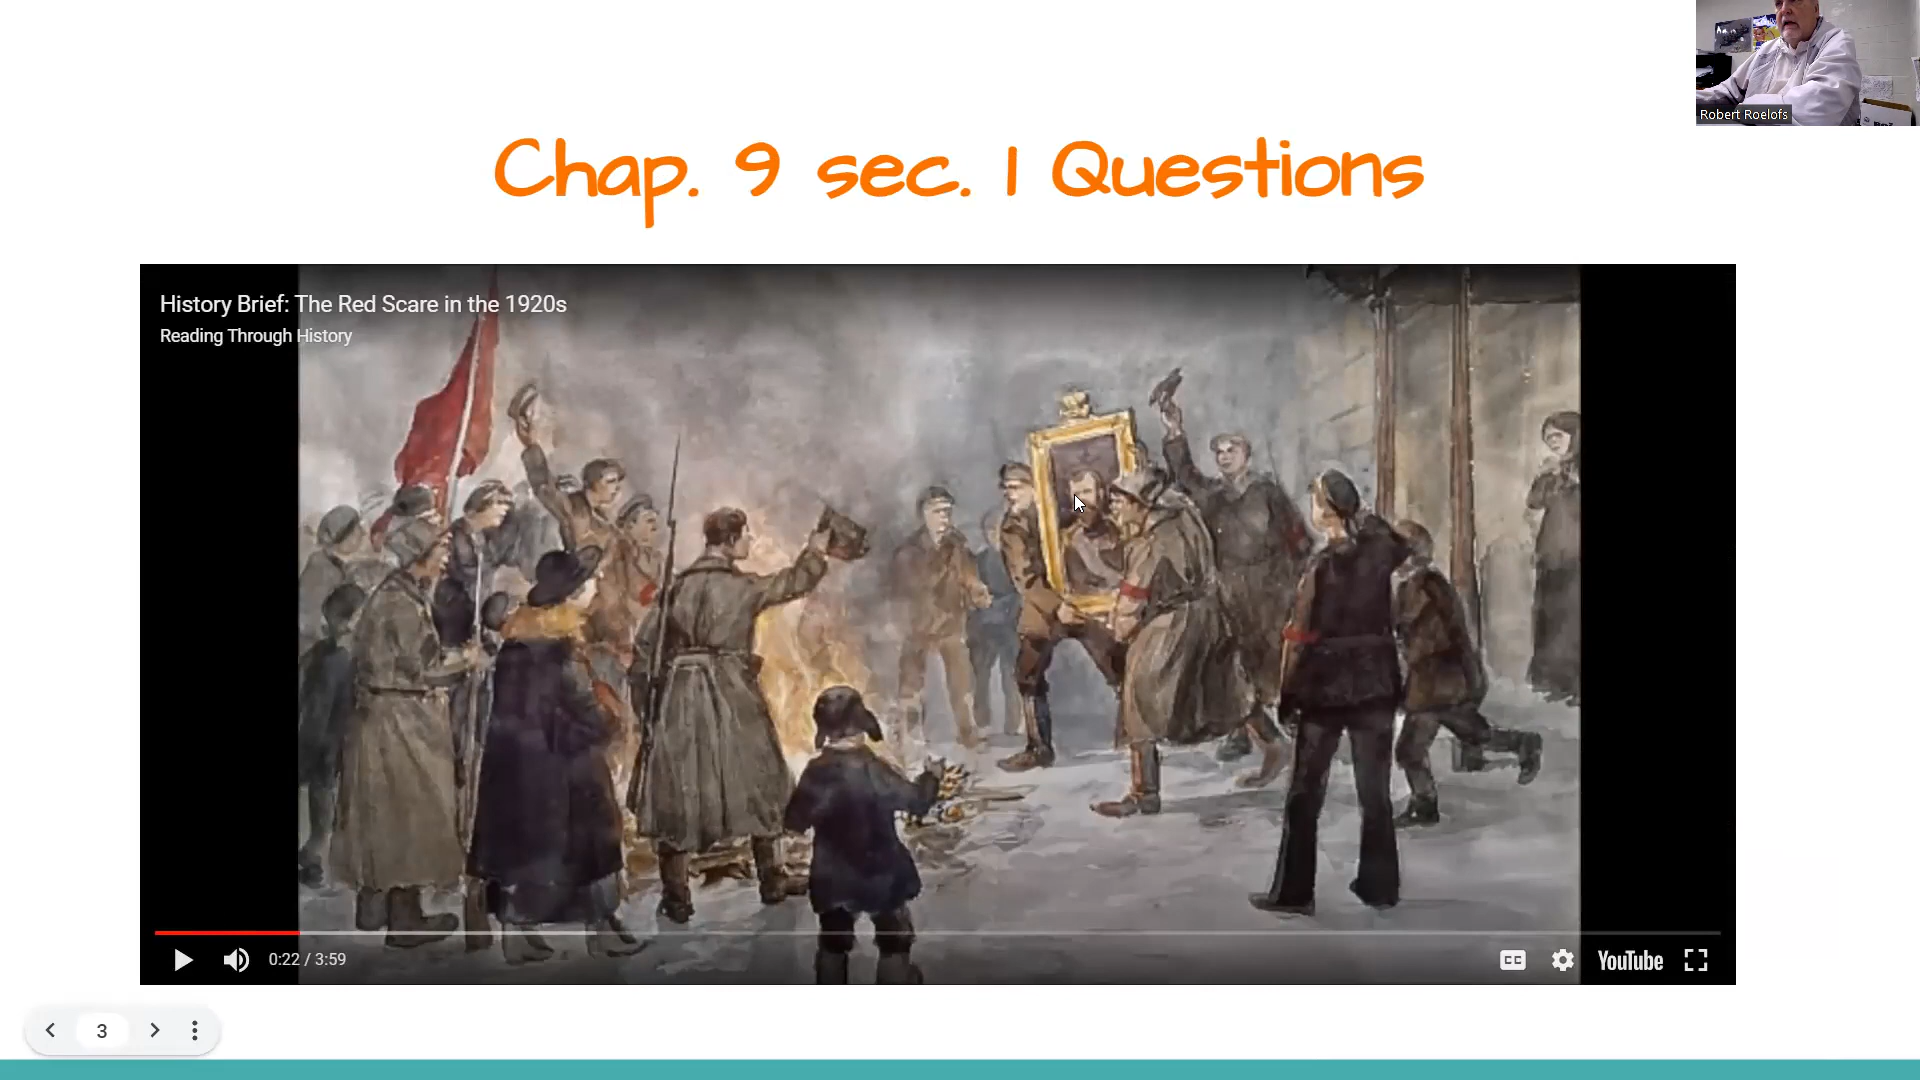 Robert Roelofs
Chap. 9 sec. 1 Questions
History Brief: The Red Scare in the 1920s
Reading Through History
0:22 / 3:59
CC
YouTube
3